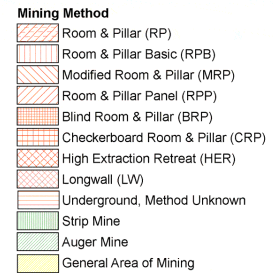 Mining Method
Room & Pillar (RP)
Room & Pillar Basic (RPB)
Modified Room & Pillar (MRP)
Room & Pillar Panel (RPP)
Blind Room & Pillar (BRP)
Checkerboard Room & Pillar (CRP)
High Extraction Retreat (HER)
Longwall (LW)
Underground, Method Unknown
Strip Mine
Auger Mine
General Area of Mining